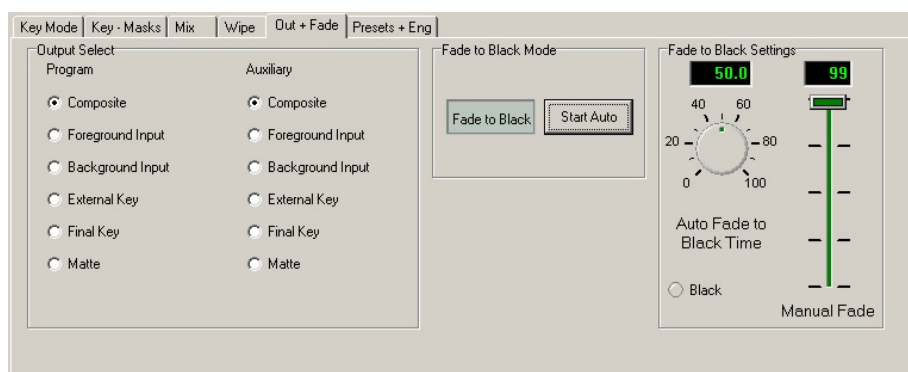 Key Mode Key - Masks Mix Wipe Out + Fade Presets + Eng
Output Select
Program Auxiliary
Composite Composite
Foreground Input Foreground Input
Background Input Background Input
External Key External Key
Final Key Final Key
Matte Matte
Fade to Black Mode
Fade to Black Start Auto
Fade to Black Settings
50.0 99
40 60
20 80
0 100
Auto Fade to
Black Time
Black
Manual Fade